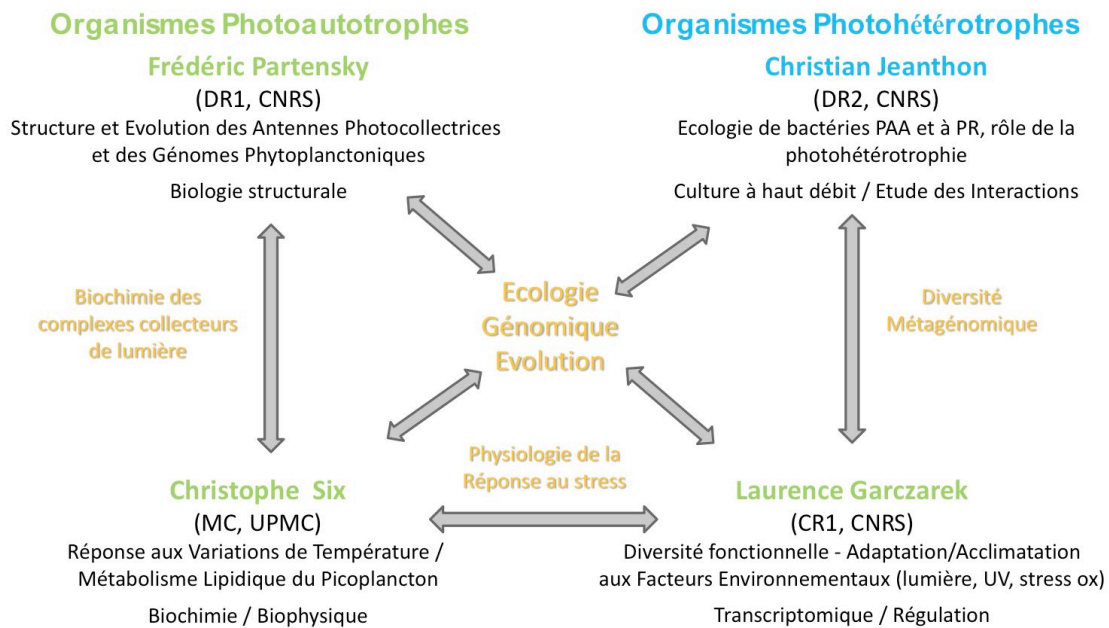 Organismes Photoautotrophes
Frédéric Partensky
(DR1, CNRS)
Structure et Evolution des Antennes Photocollectrices
et des Génomes Phytoplanctoniques
Biologie structurale
Organismes Photohétérotrophes
Christian Jeanthon
(DR2, CNRS)
Ecologie de bactéries PAA et à PR, rôle de la
photohétérotrophie
Culture à haut débit / Etude des Interactions
Biochimie des
complexes collecteurs
de lumière
Ecologie
Génomique
Evolution
Diversité
Métagénomique
Physiologie de la
Réponse au stress
Christophe  Six
(MC, UPMC)
Réponse aux Variations de Température /
Métabolisme Lipidique du Picoplancton
Biochimie / Biophysique
Laurence Garczarek
(CR1, CNRS)
Diversité fonctionnelle - Adaptation/Acclimatation
aux Facteurs Environnementaux (lumière, UV, stress ox)
Transcriptomique / Régulation